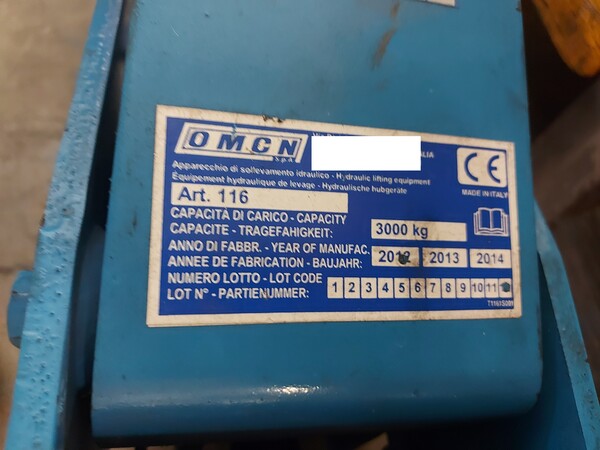 OMCN
S.p.A.
Apparecchio di sollevamento idraulico - Hydraulic lifting equipment
Equipement hydraulique de levage - Hydraulische hubgeräte
Art. 116
CAPACITÀ DI CARICO - CAPACITY
CAPACITE - TRAGEFAHIGKEIT: 3000 kg
ANNO DI FABBR. - YEAR OF MANUFAC.
ANNEE DE FABRICATION - BAUJAHR: 2012 2013 2014
NUMERO LOTTO - LOT CODE
LOT N° - PARTIENUMMER: 1 2 3 4 5 6 7 8 9 10 11
CE
MADE IN ITALY